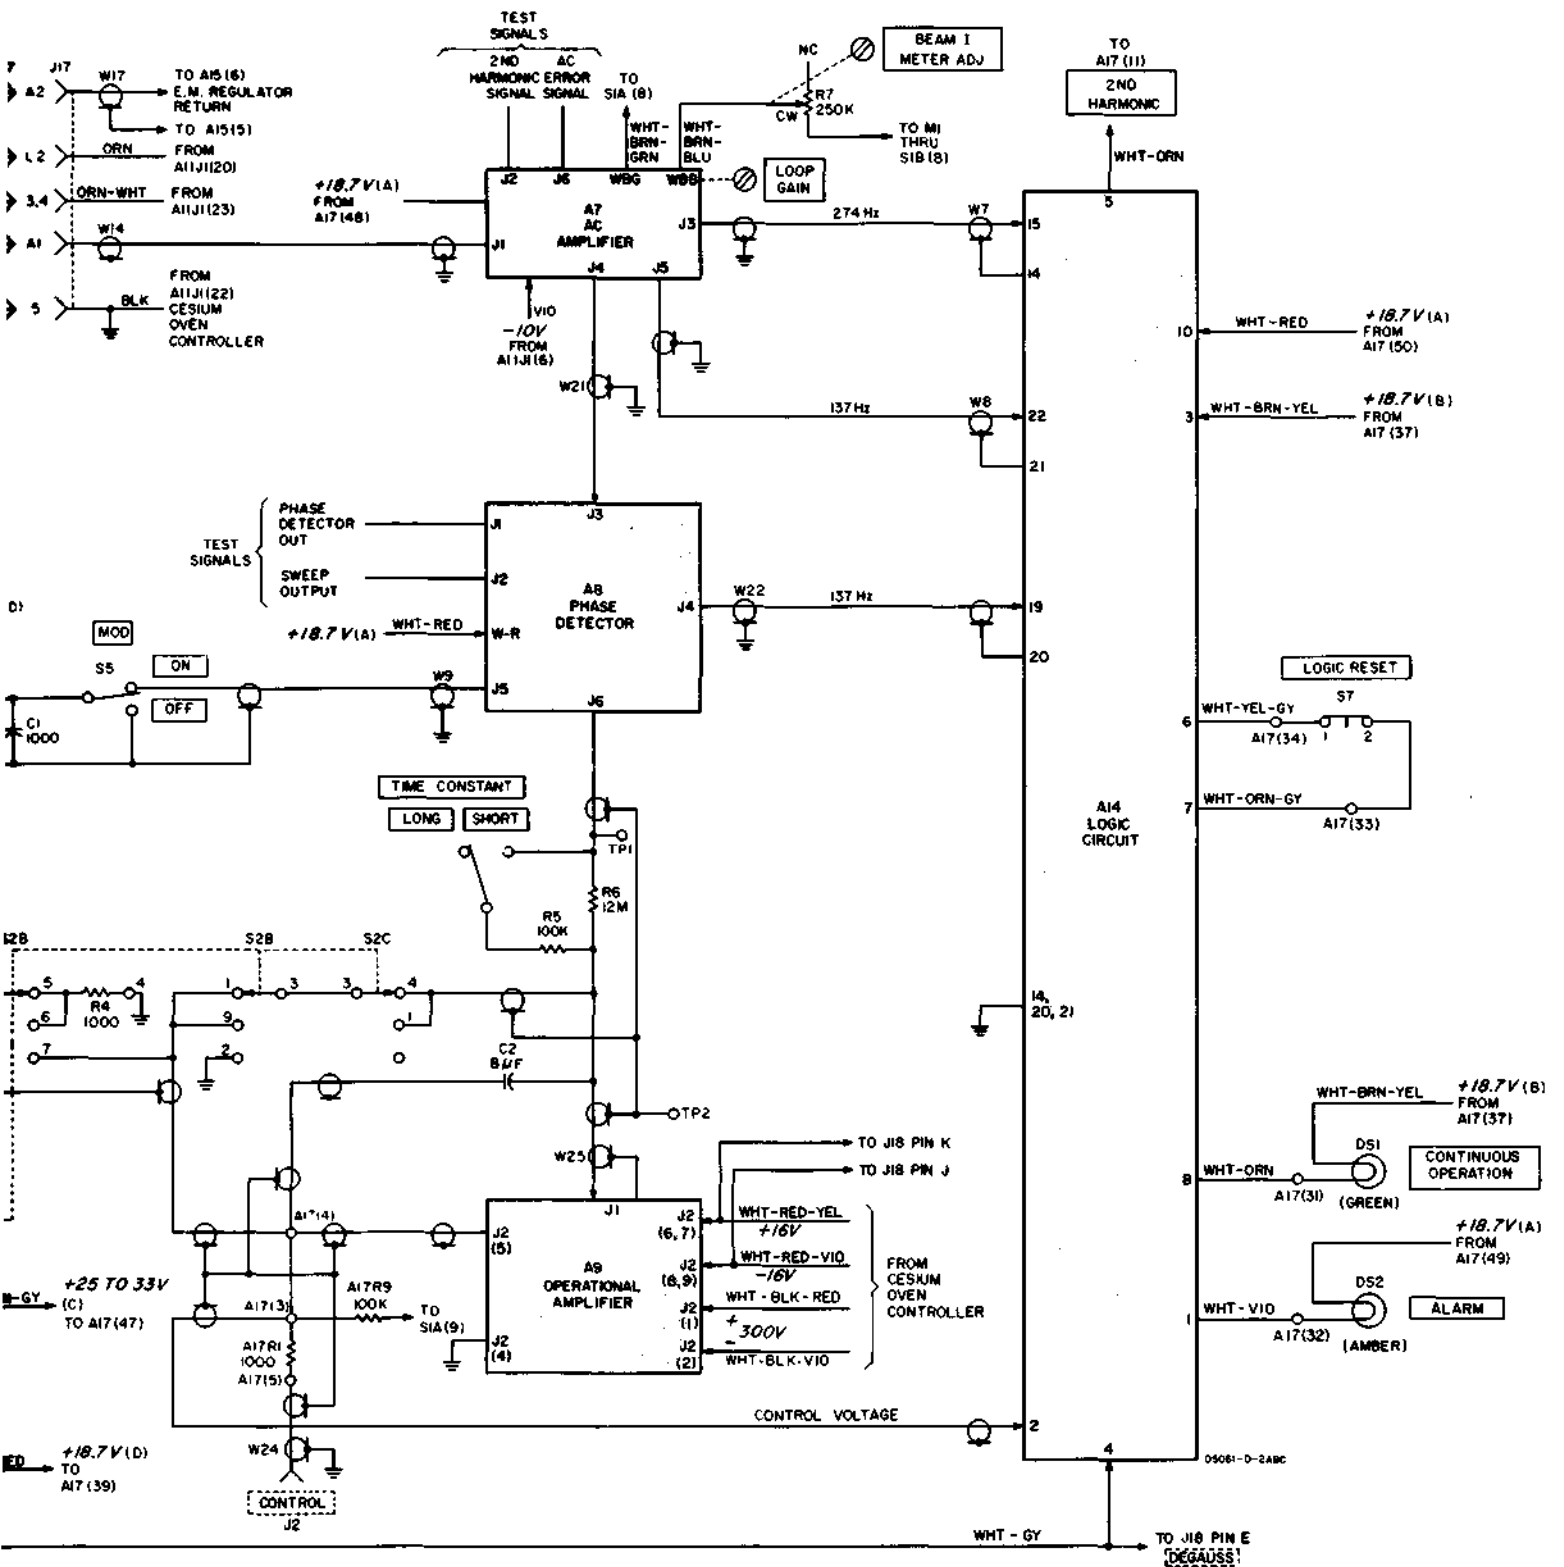 TEST
SIGNALS
2ND
HARMONIC
SIGNAL
AC
ERROR
SIGNAL
TO
S1A (8)
WHT-
BRN-
GRN
WHT-
BRN-
BLU
NC
R7
250K
CW
BEAM I
METER ADJ
TO M1
THRU
S1B (8)
LOOP
GAIN
TO
A17 (11)
2ND
HARMONIC
WHT-ORN
7
J17
A2
W17
TO A15 (6)
E.M. REGULATOR
RETURN
TO A15(5)
L2
ORN
FROM
A11J1(20)
3,4
ORN-WHT
FROM
A11J1(23)
A1
W14
5
BLK
FROM
A11J1(22)
CESIUM
OVEN
CONTROLLER
+18.7V(A)
FROM
A17(48)
J2
J6
WBG
WBB
A7
AC
AMPLIFIER
J1
J3
J4
J5
VIO
-10V
FROM
A11J1(6)
274 Hz
W7
15
14
5
W21
137 Hz
W8
22
21
10
WHT-RED
+18.7V(A)
FROM
A17 (50)
3
WHT-BRN-YEL
+18.7V(B)
FROM
A17 (37)
TEST
SIGNALS
PHASE
DETECTOR
OUT
SWEEP
OUTPUT
+18.7V(A)
WHT-RED
J3
J1
J2
W-R
J5
A8
PHASE
DETECTOR
J4
J6
W22
137 Hz
19
20
D)
MOD
S5
ON
OFF
C1
1000
W9
LOGIC RESET
S7
6
WHT-YEL-GY
A17(34)
1
2
7
WHT-ORN-GY
A17(33)
A14
LOGIC
CIRCUIT
TIME CONSTANT
LONG
SHORT
TP1
R6
12M
R5
100K
S2B
S2B
S2C
5
4
R4
1000
6
7
1
3
3
4
9
1
2
C2
8µF
14,
20, 21
TP2
W25
TO J18 PIN K
TO J18 PIN J
J1
J2
(5)
A9
OPERATIONAL
AMPLIFIER
J2
(4)
J2
(6,7)
WHT-RED-YEL
+16V
J2
(8,9)
WHT-RED-VIO
-16V
J2
(1)
WHT-BLK-RED
+
300V
-
J2
(2)
WHT-BLK-VIO
FROM
CESIUM
OVEN
CONTROLLER
A17(4)
A17(3)
A17R9
100K
TO
S1A(9)
A17R1
1000
A17(5)
W24
CONTROL
J2
-GY
+25 TO 33V
(C)
TO A17(47)
ED
+18.7V(D)
TO
A17 (39)
CONTROL VOLTAGE
2
4
WHT-BRN-YEL
+18.7V(B)
FROM
A17(37)
DS1
CONTINUOUS
OPERATION
8
WHT-ORN
A17(31)
(GREEN)
+18.7V(A)
FROM
A17(49)
DS2
ALARM
1
WHT-VIO
A17(32)
(AMBER)
D5061-D-2ABC
WHT-GY
TO J18 PIN E
DEGAUSS